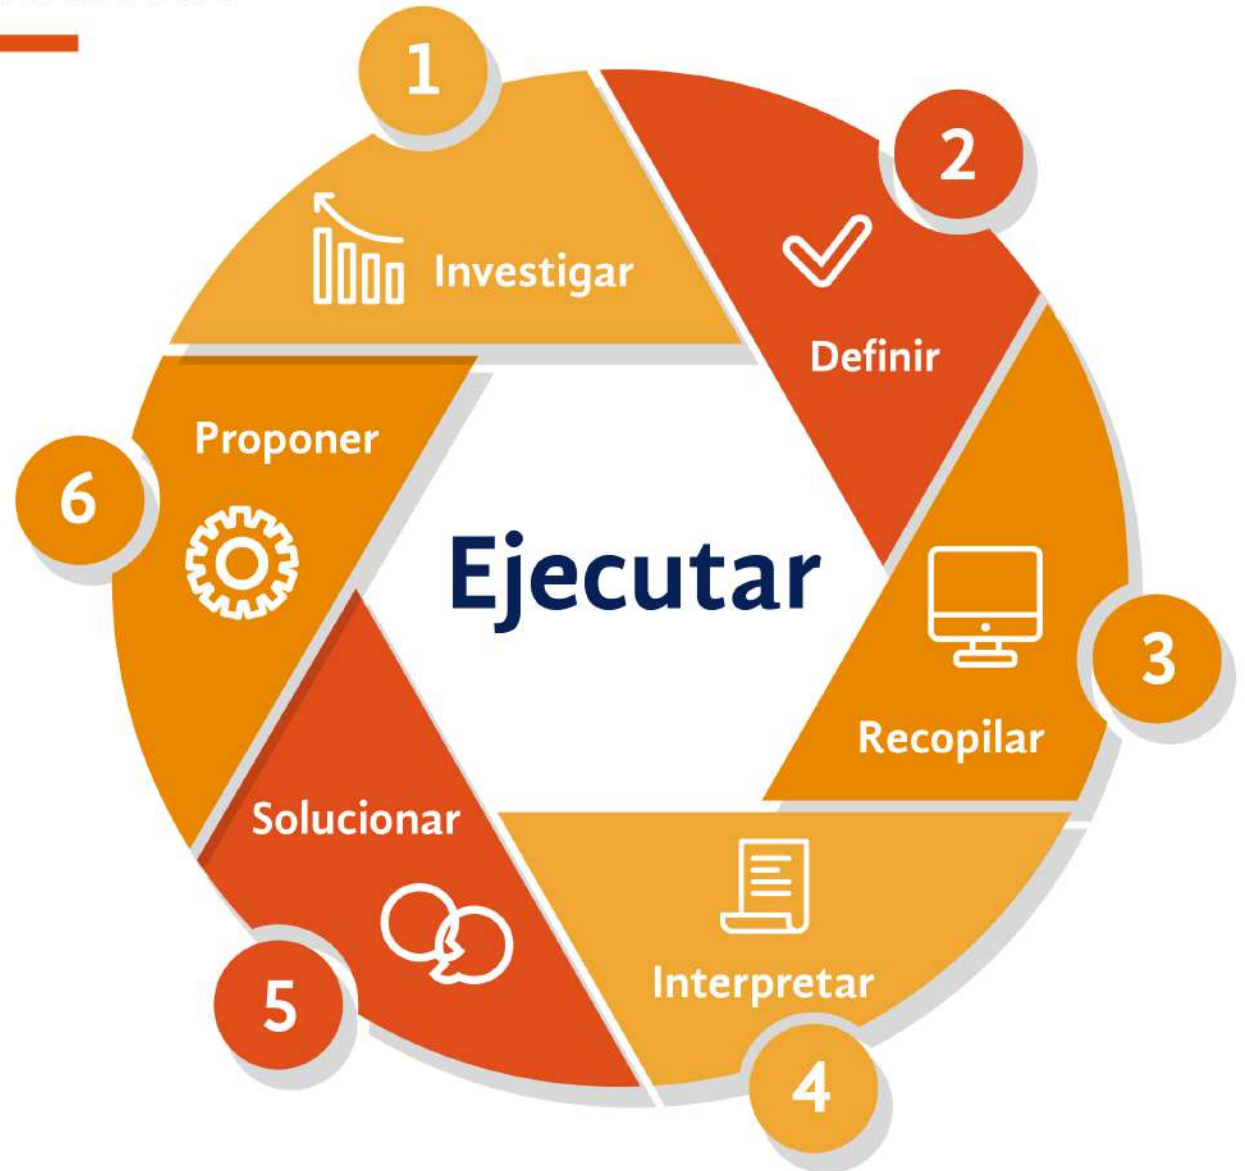 1
Investigar
2
Definir
3
Recopilar
4
Interpretar
5
Solucionar
6
Proponer
Ejecutar